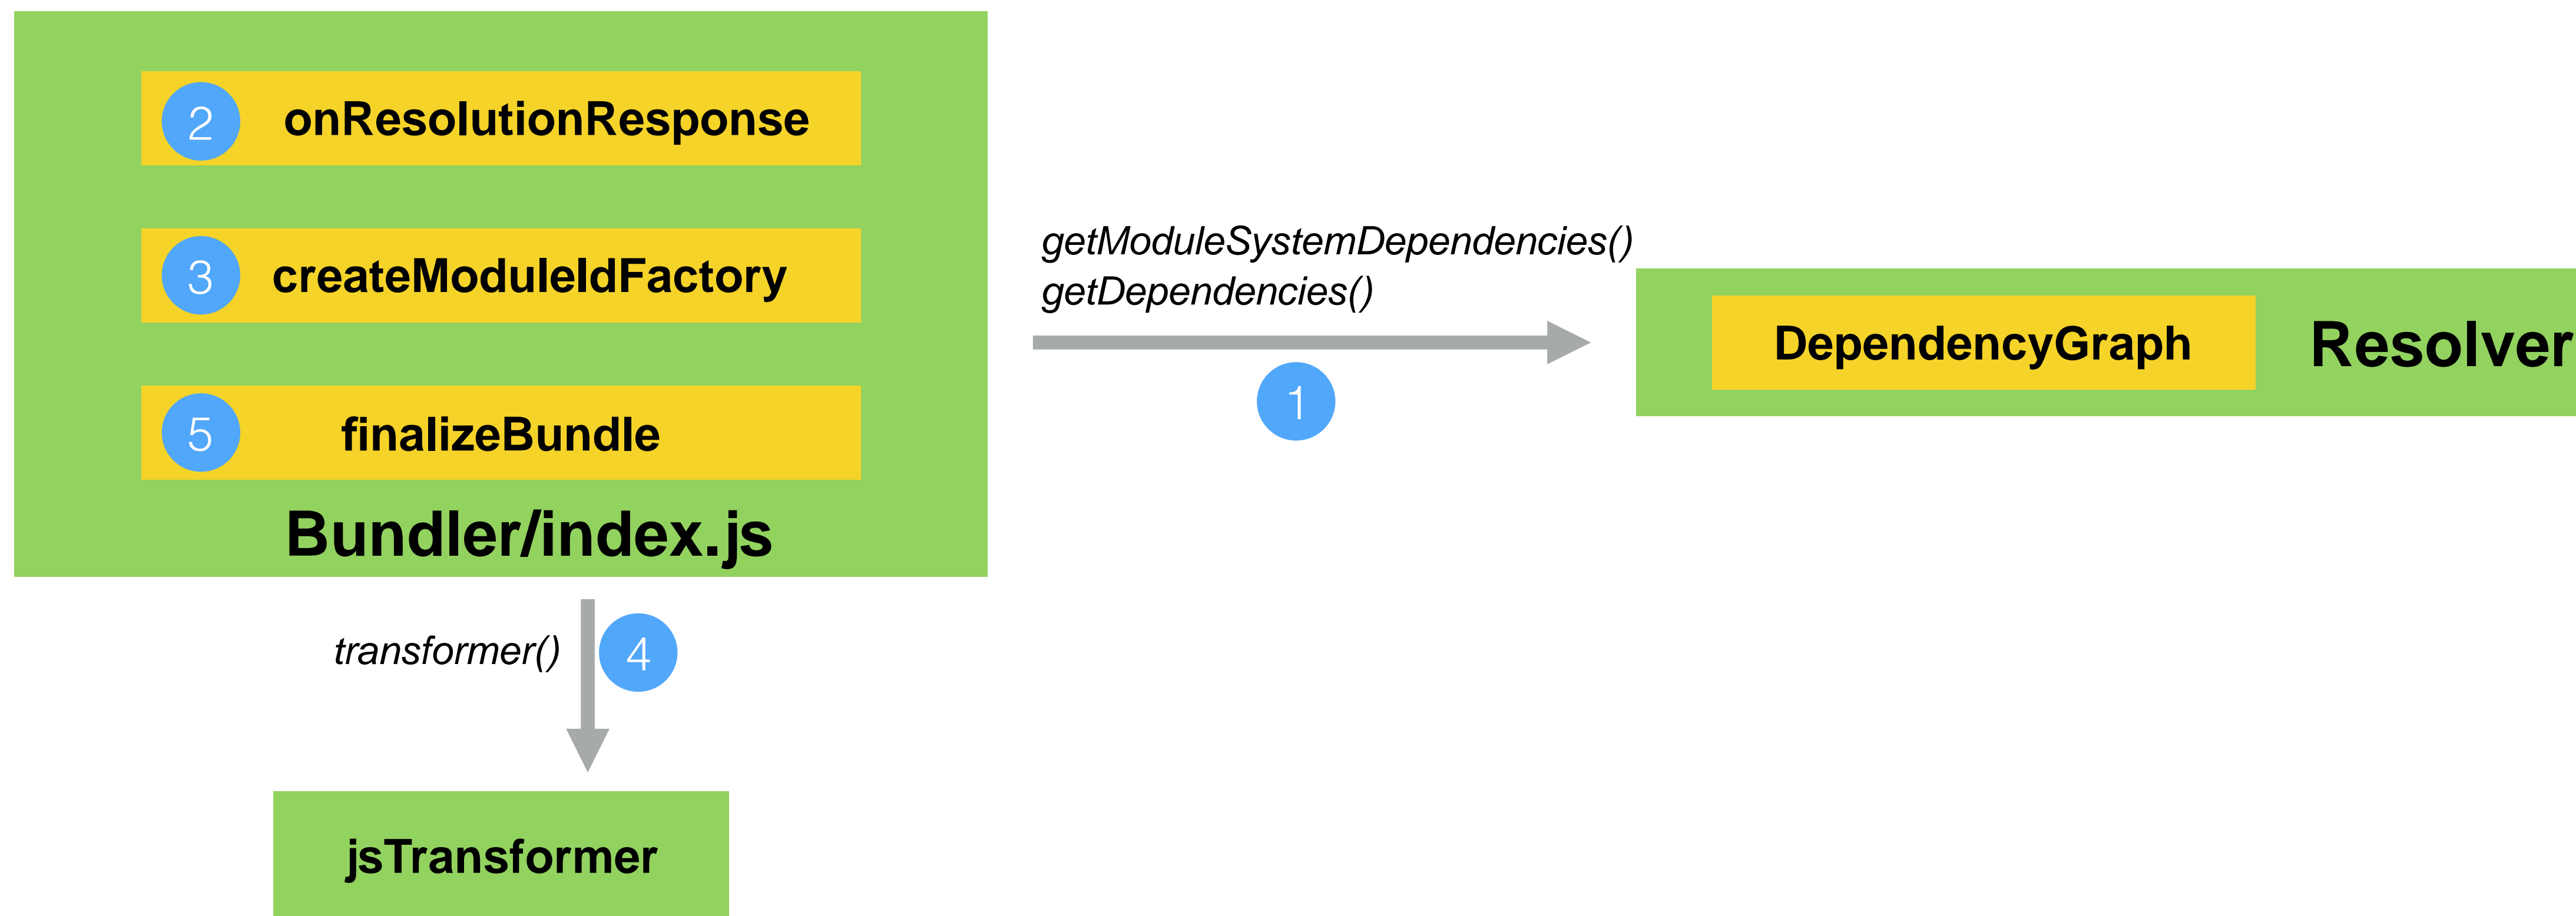 2 onResolutionResponse
3 createModuleIdFactory
5 finalizeBundle
Bundler/index.js
getModuleSystemDependencies()
getDependencies()
1
DependencyGraph Resolver
transformer() 4
jsTransformer